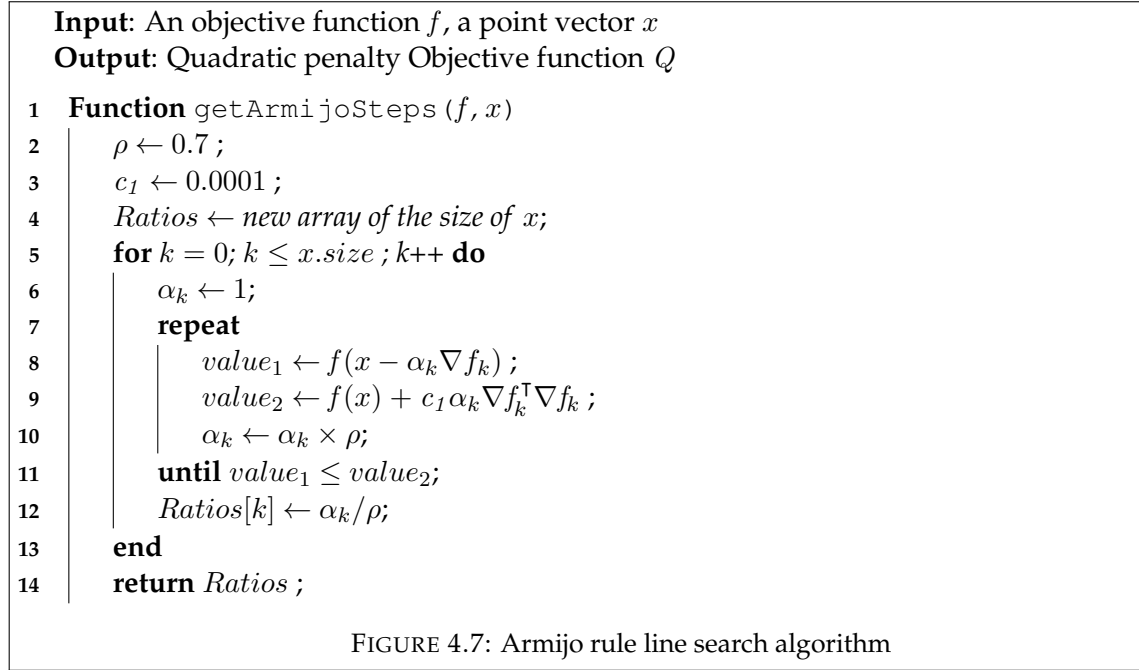 Input: An objective function f, a point vector x
Output: Quadratic penalty Objective function Q
1 Function getArmijoSteps(f, x)
2 ρ ← 0.7 ;
3 c₁ ← 0.0001 ;
4 Ratios ← new array of the size of x;
5 for k = 0; k ≤ x.size ; k++ do
6 αₖ ← 1;
7 repeat
8 value₁ ← f(x − αₖ∇fₖ) ;
9 value₂ ← f(x) + c₁αₖ∇fₖ⊺∇fₖ ;
10 αₖ ← αₖ × ρ;
11 until value₁ ≤ value₂;
12 Ratios[k] ← αₖ/ρ;
13 end
14 return Ratios ;
FIGURE 4.7: Armijo rule line search algorithm